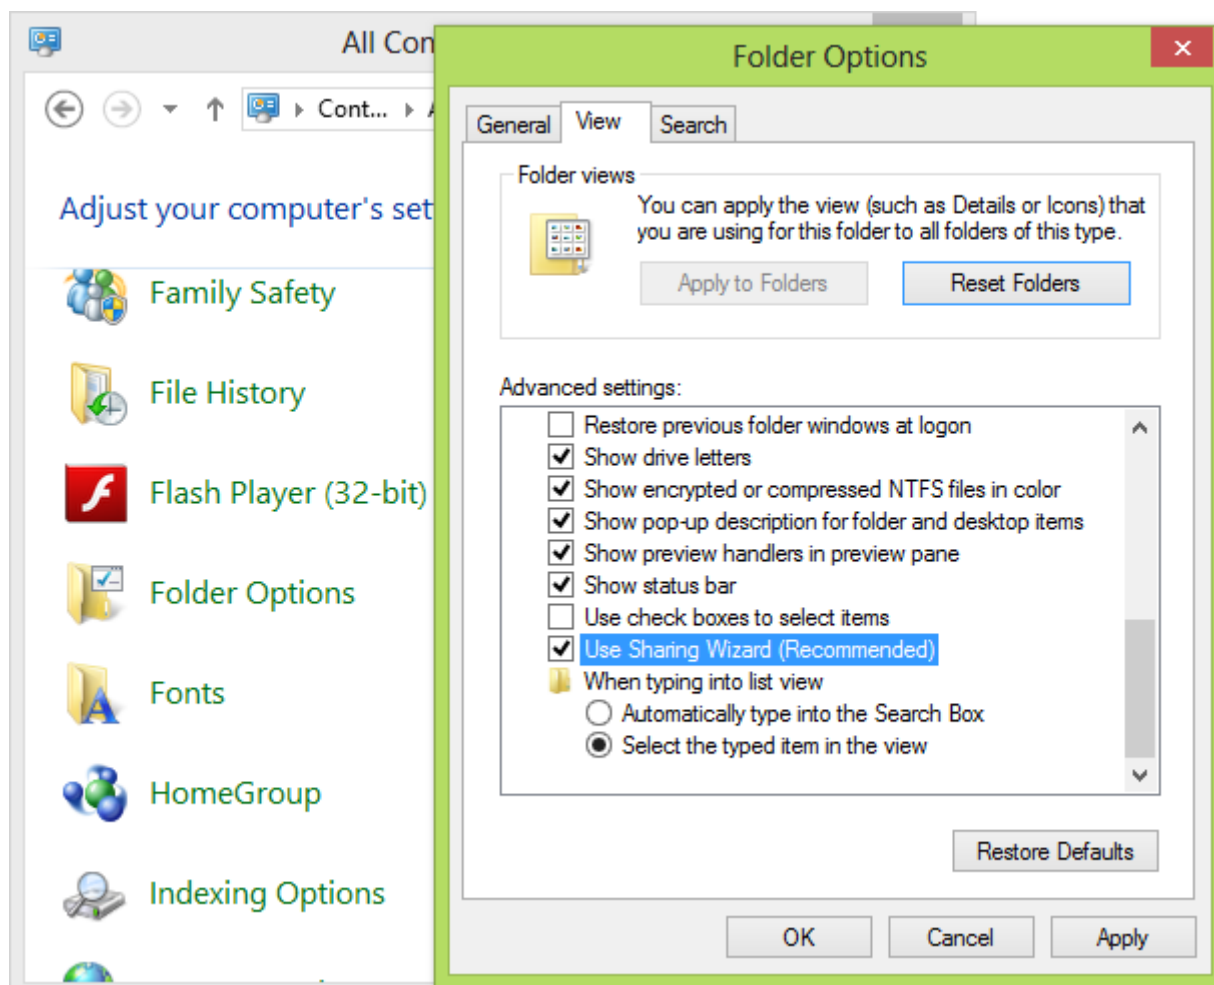 All Con
Folder Options
Cont...
General
View
Search
Adjust your computer's set
Folder views
You can apply the view (such as Details or Icons) that
you are using for this folder to all folders of this type.
Apply to Folders
Reset Folders
Family Safety
File History
Flash Player (32-bit)
Folder Options
Fonts
HomeGroup
Indexing Options
Advanced settings:
Restore previous folder windows at logon
Show drive letters
Show encrypted or compressed NTFS files in color
Show pop-up description for folder and desktop items
Show preview handlers in preview pane
Show status bar
Use check boxes to select items
Use Sharing Wizard (Recommended)
When typing into list view
Automatically type into the Search Box
Select the typed item in the view
Restore Defaults
OK
Cancel
Apply